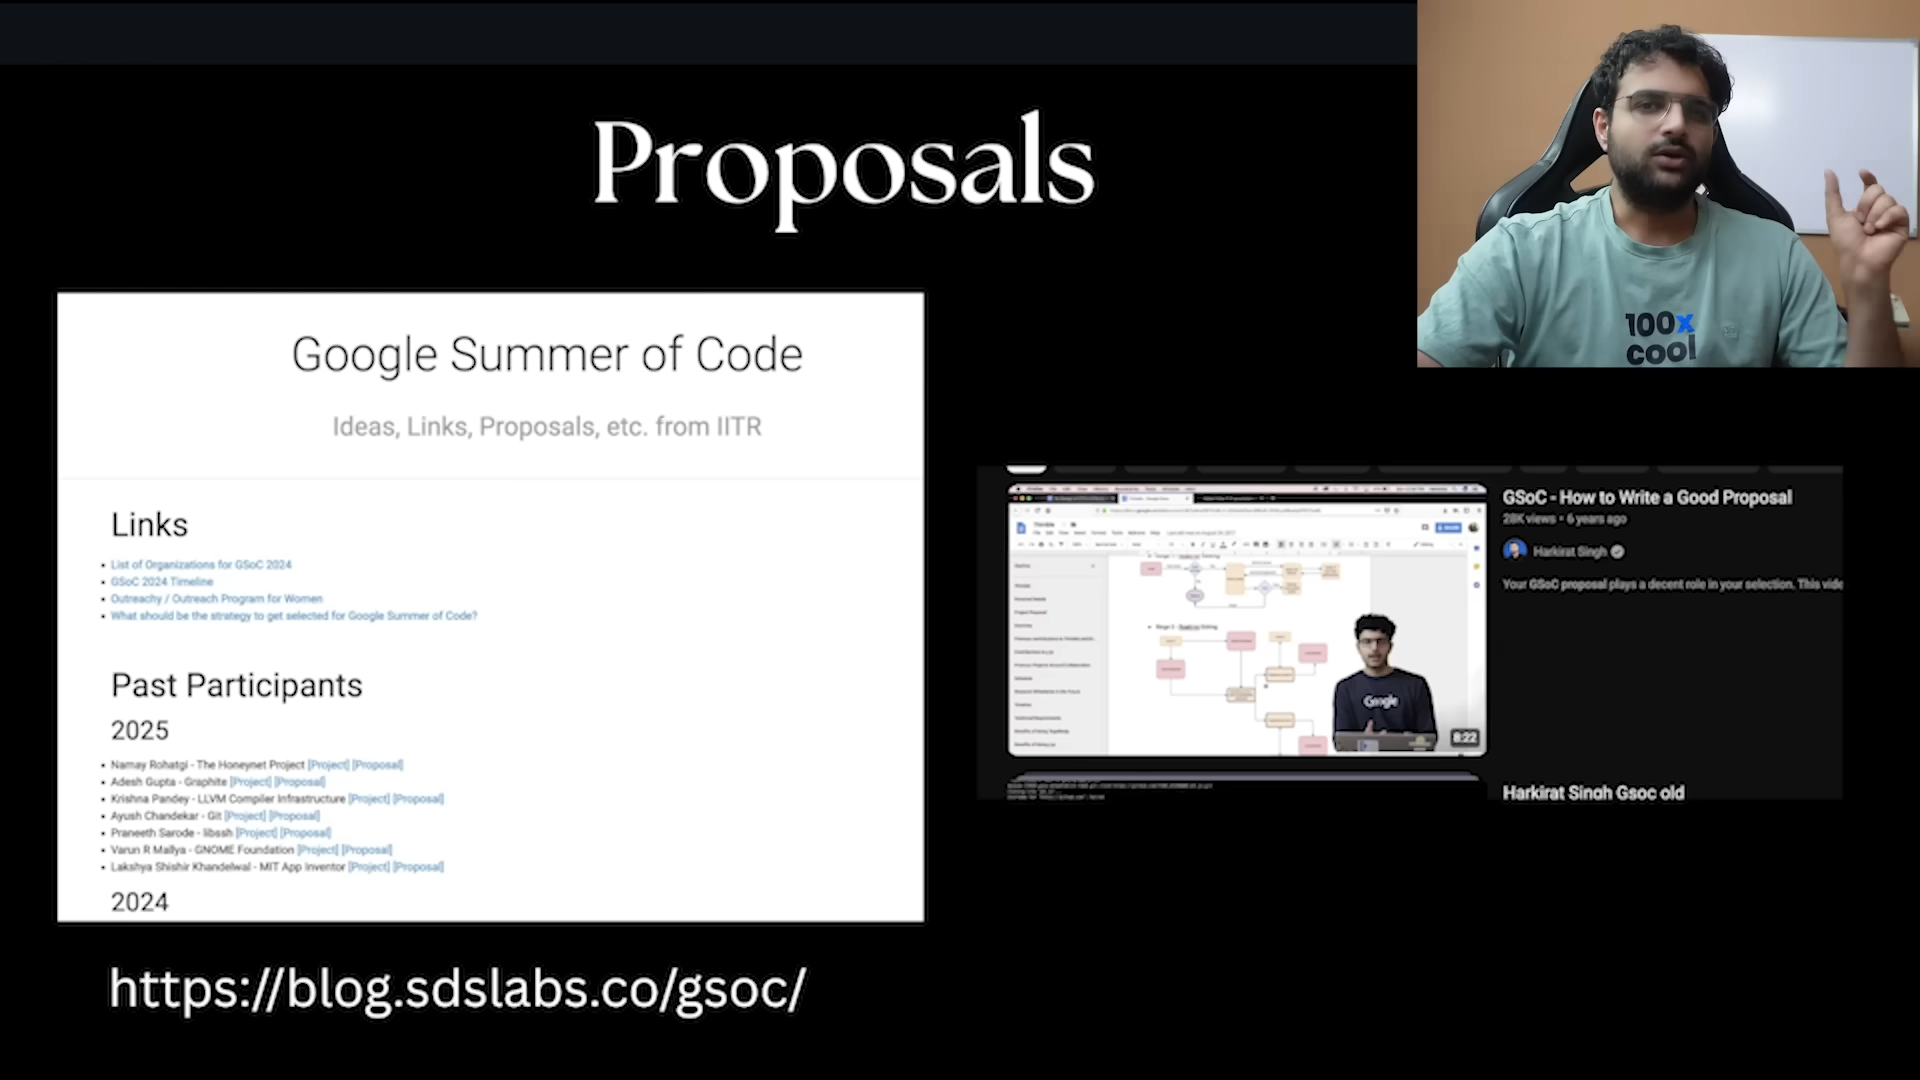 Proposals
100x
cool
Google Summer of Code
Ideas, Links, Proposals, etc. from IITR
Links
List of Organizations for GSoC 2024
GSoC 2024 Timeline
Outreachy / Outreach Program for Women
What should be the strategy to get selected for Google Summer of Code?
Past Participants
2025
Namay Rohatgi - The Honeynet Project [Project] [Proposal]
Adesh Gupta - Graphite [Project] [Proposal]
Krishna Pandey - LLVM Compiler Infrastructure [Project] [Proposal]
Ayush Chandekar - Git [Project] [Proposal]
Praneeth Sarode - libssh [Project] [Proposal]
Varun R Mallya - GNOME Foundation [Project] [Proposal]
Lakshya Shishir Khandelwal - MIT App Inventor [Project] [Proposal]
2024
https://blog.sdslabs.co/gsoc/
Google
8:22
GSoC - How to Write a Good Proposal
28K views • 6 years ago
Harkirat Singh
Your GSoC proposal plays a decent role in your selection. This vide
Harkirat Singh Gsoc old